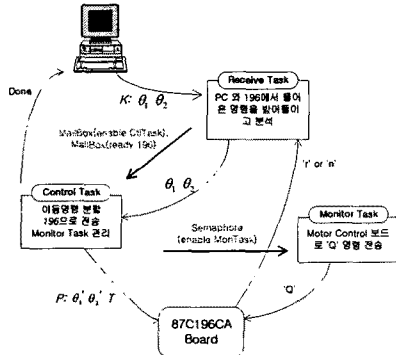 Done
K: θ₁ θ₂
Receive Task
PC 와 196에서 들어
온 명령을 받어들이
고 분석
MailBox(enable CtlTask),
MailBox(ready 196)
'r' or 'n'
θ₁ θ₂
Control Task
이동명령 분할
196으로 전송
Monitor Task 관리
Semaphore
(enable MonTask)
Monitor Task
Motor Control 보드
로 'Q' 명령 전송
P: θ₁' θ₂' T
'Q'
87C196CA
Board